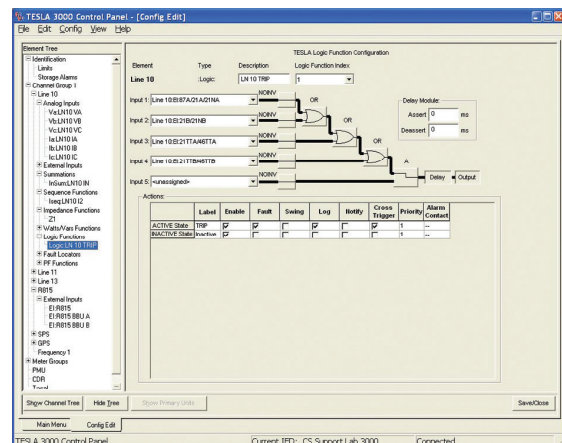 TESLA 3000 Control Panel - [Config Edit]
File Edit Config View Help
Element Tree
Identification
Limits
Storage Alarms
Channel Group 1
Line 10
Analog Inputs
Va:LN10 VA
Vb:LN10 VB
Vc:LN10 VC
Ia:LN10 IA
Ib:LN10 IB
Ic:LN10 IC
External Inputs
Summations
InSum:LN10 IN
Sequence Functions
Iseq:LN10 I2
Impedance Functions
Z1
Watts/Vars Functions
Logic Functions
Logic:LN 10 TRIP
Fault Locators
PF Functions
Line 11
Line 13
R815
External Inputs
EI:R815
EI:R815 BBU A
EI:R815 BBU B
SPS
GPS
Frequency 1
Meter Groups
PMU
CDR
TESLA Logic Function Configuration
Element Type Description Logic Function Index
Line 10 :Logic: LN 10 TRIP 1
Input 1: Line 10:EI:87A/21A/21NA NOINV
OR
Input 2: Line 10:EI:21B/21NB NOINV
OR
Input 3: Line 10:EI:21TTA/46TTA NOINV
OR
Input 4: Line 10:EI:21TTB/46TTB NOINV
A
Input 5: <unassigned> NOINV
Delay Module:
Assert 0 ms
Deassert 0 ms
Delay Output
Actions:
Label Enable Fault Swing Log Notify Cross Trigger Priority Alarm Contact
ACTIVE State TRIP 1 --
INACTIVE State Inactive 1 --
Show Channel Tree Hide Tree Show Primary Units Save/Close
Main Menu Config Edit
TESLA 3000 Control Panel Current IED: CS Support Lab 3000 Connected